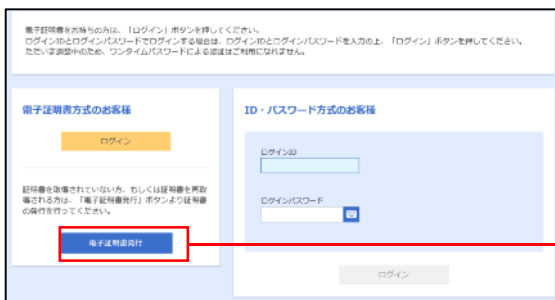 電子証明書をお持ちの方は、「ログイン」ボタンを押してください。
ログインIDとログインパスワードでログインする場合は、ログインIDとログインパスワードを入力の上、「ログイン」ボタンを押してください。
ただいま調整中のため、ワンタイムパスワードによる認証はご利用になれません。
電子証明書方式のお客様
ログイン
証明書を取得されていない方、もしくは証明書を再取
得される方は、「電子証明書発行」ボタンより証明書
の発行を行ってください。
電子証明書発行
ID・パスワード方式のお客様
ログインID
ログインパスワード
ログイン